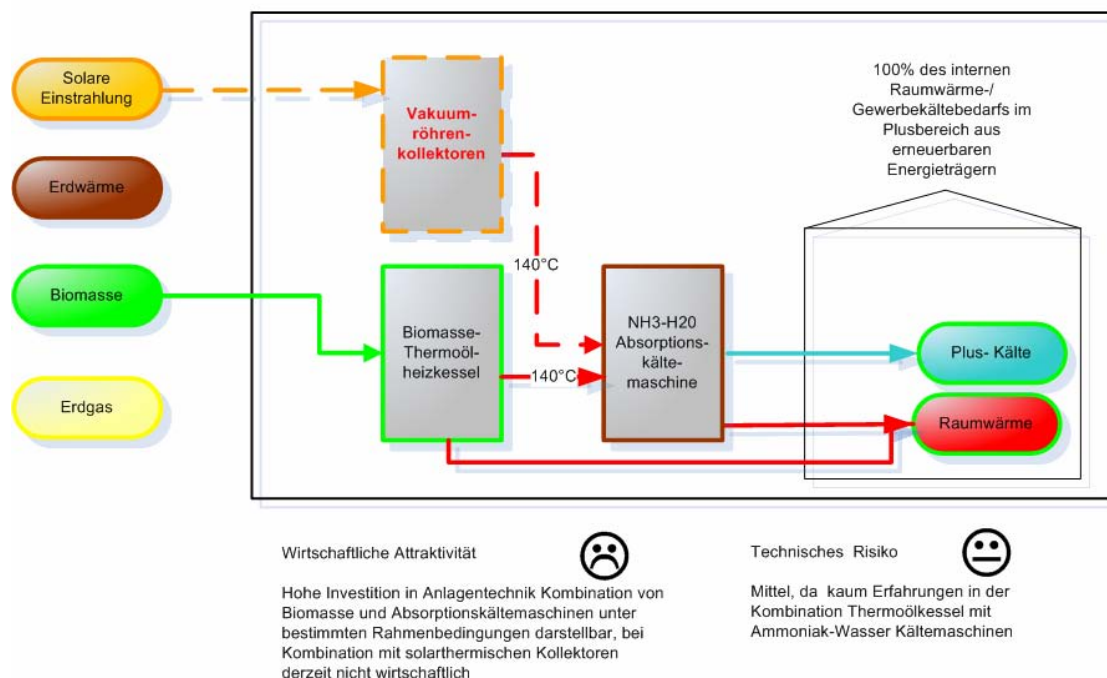 Solare
Einstrahlung
Erdwärme
Biomasse
Erdgas
Vakuum-
röhren-
kollektoren
140°C
Biomasse-
Thermoöl-
heizkessel
140°C
NH3-H20
Absorptions-
kälte-
maschine
100% des internen
Raumwärme-/
Gewerbekältebedarfs im
Plusbereich aus
erneuerbaren
Energieträgern
Plus- Kälte
Raumwärme
Wirtschaftliche Attraktivität
Hohe Investition in Anlagentechnik Kombination von
Biomasse und Absorptionskältemaschinen unter
bestimmten Rahmenbedingungen darstellbar, bei
Kombination mit solarthermischen Kollektoren
derzeit nicht wirtschaftlich
Technisches Risiko
Mittel, da kaum Erfahrungen in der
Kombination Thermoölkessel mit
Ammoniak-Wasser Kältemaschinen